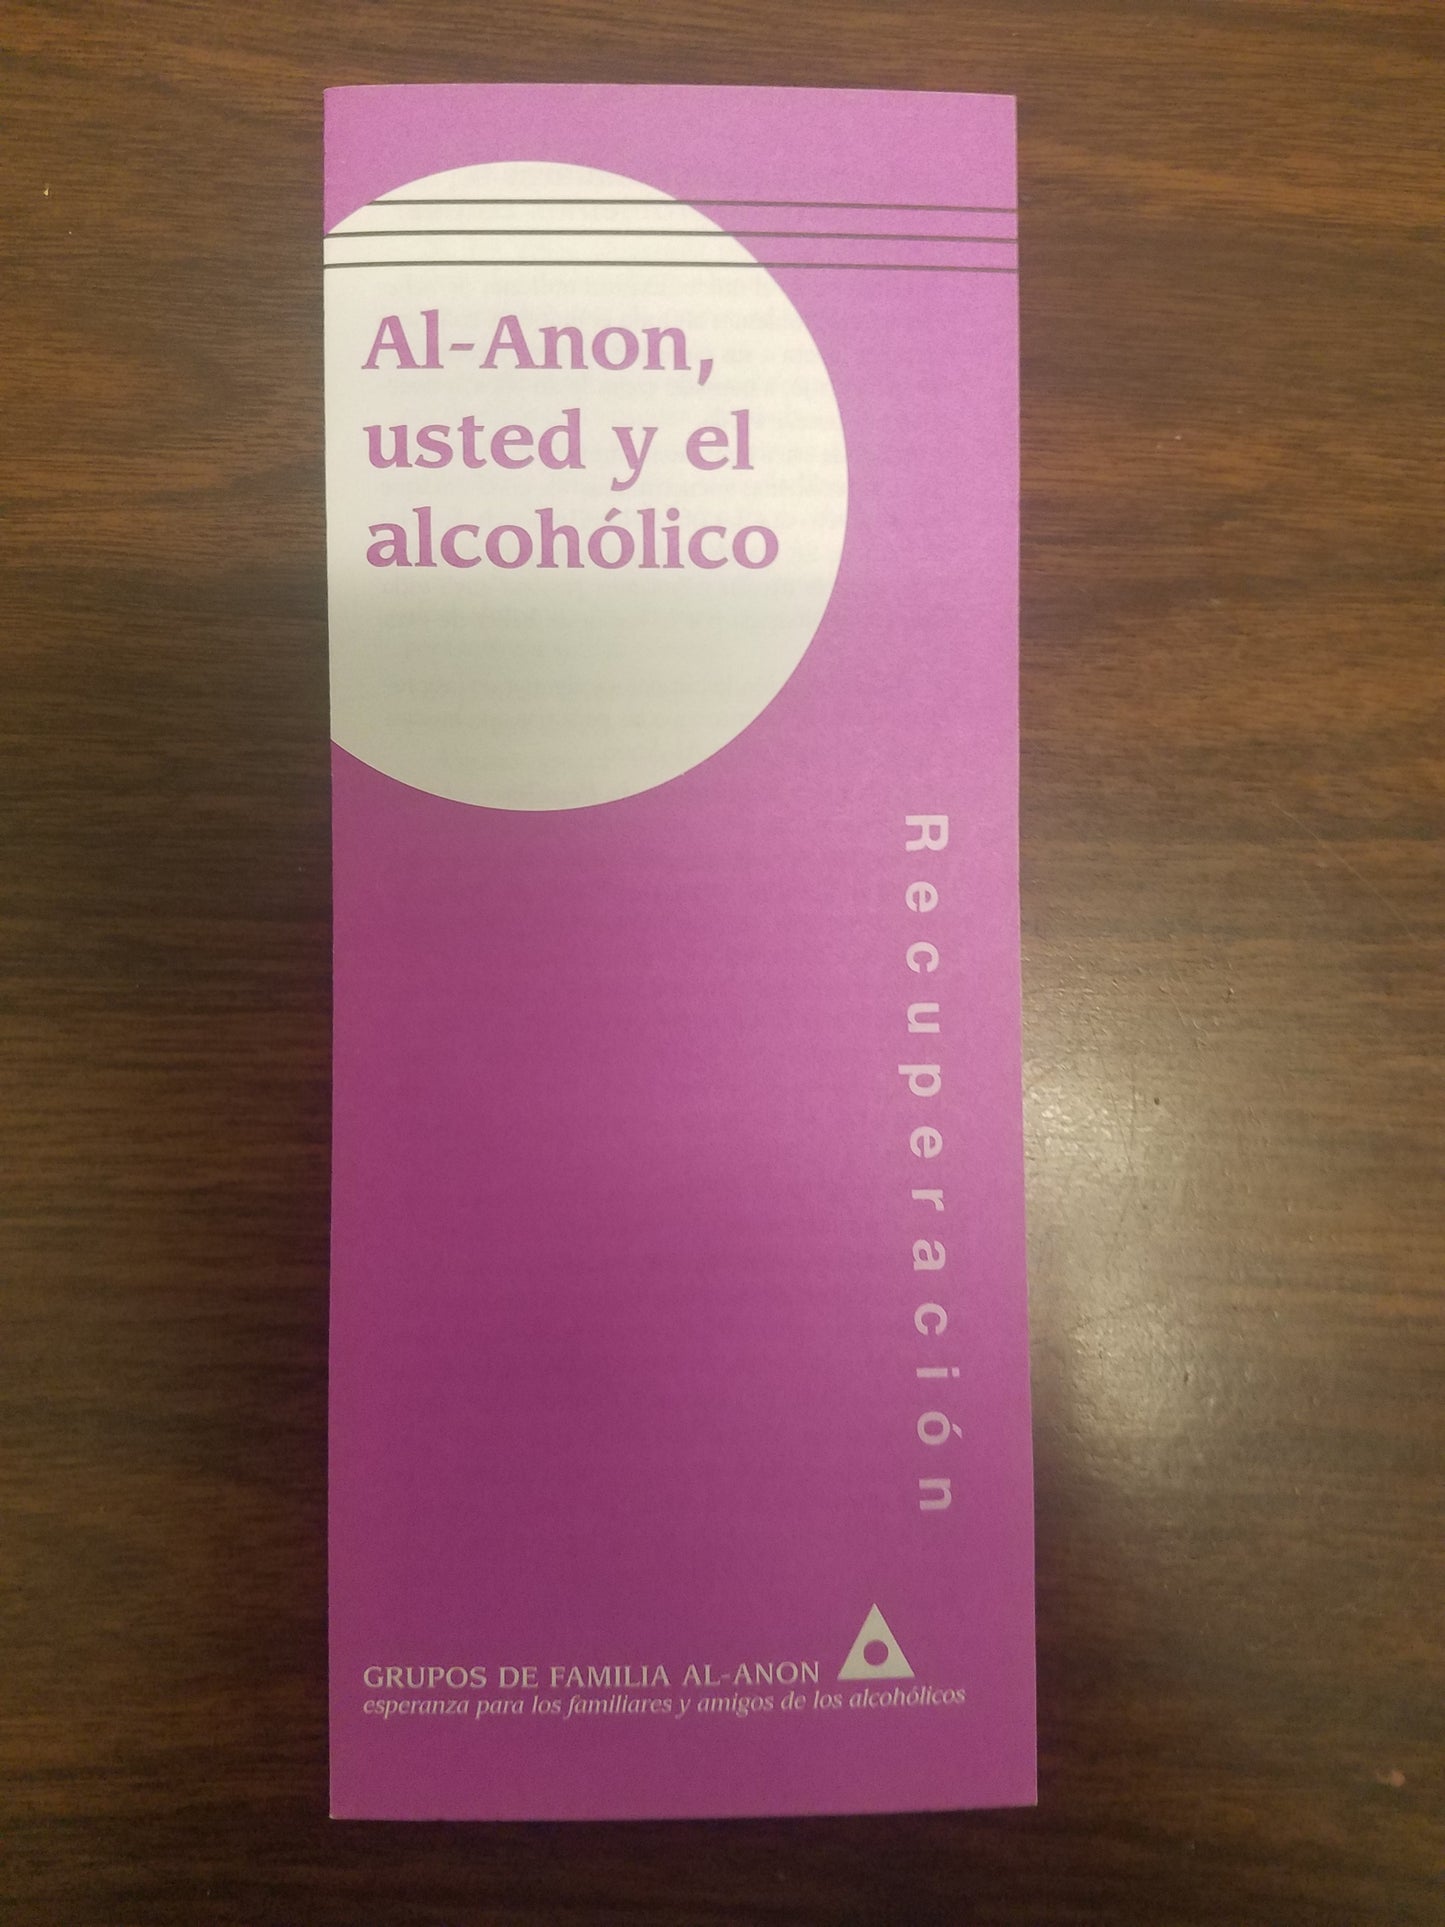 Al-Anon,
usted y el
alcohólico
Recuperación
GRUPOS DE FAMILIA AL-ANON
esperanza para los familiares y amigos de los alcohólicos